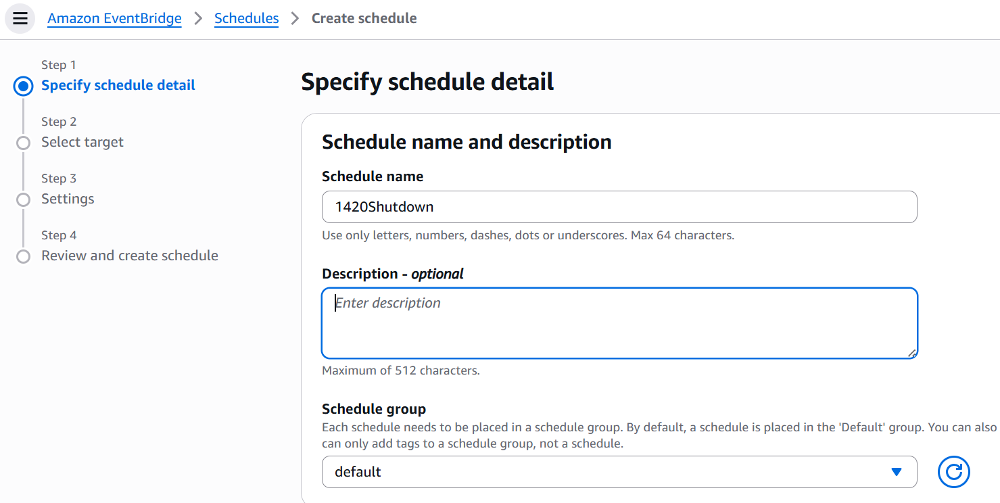 Amazon EventBridge > Schedules > Create schedule
Step 1
Specify schedule detail
Step 2
Select target
Step 3
Settings
Step 4
Review and create schedule
Specify schedule detail
Schedule name and description
Schedule name
1420Shutdown
Use only letters, numbers, dashes, dots or underscores. Max 64 characters.
Description - optional
Enter description
Maximum of 512 characters.
Schedule group
Each schedule needs to be placed in a schedule group. By default, a schedule is placed in the 'Default' group. You can also
can only add tags to a schedule group, not a schedule.
default